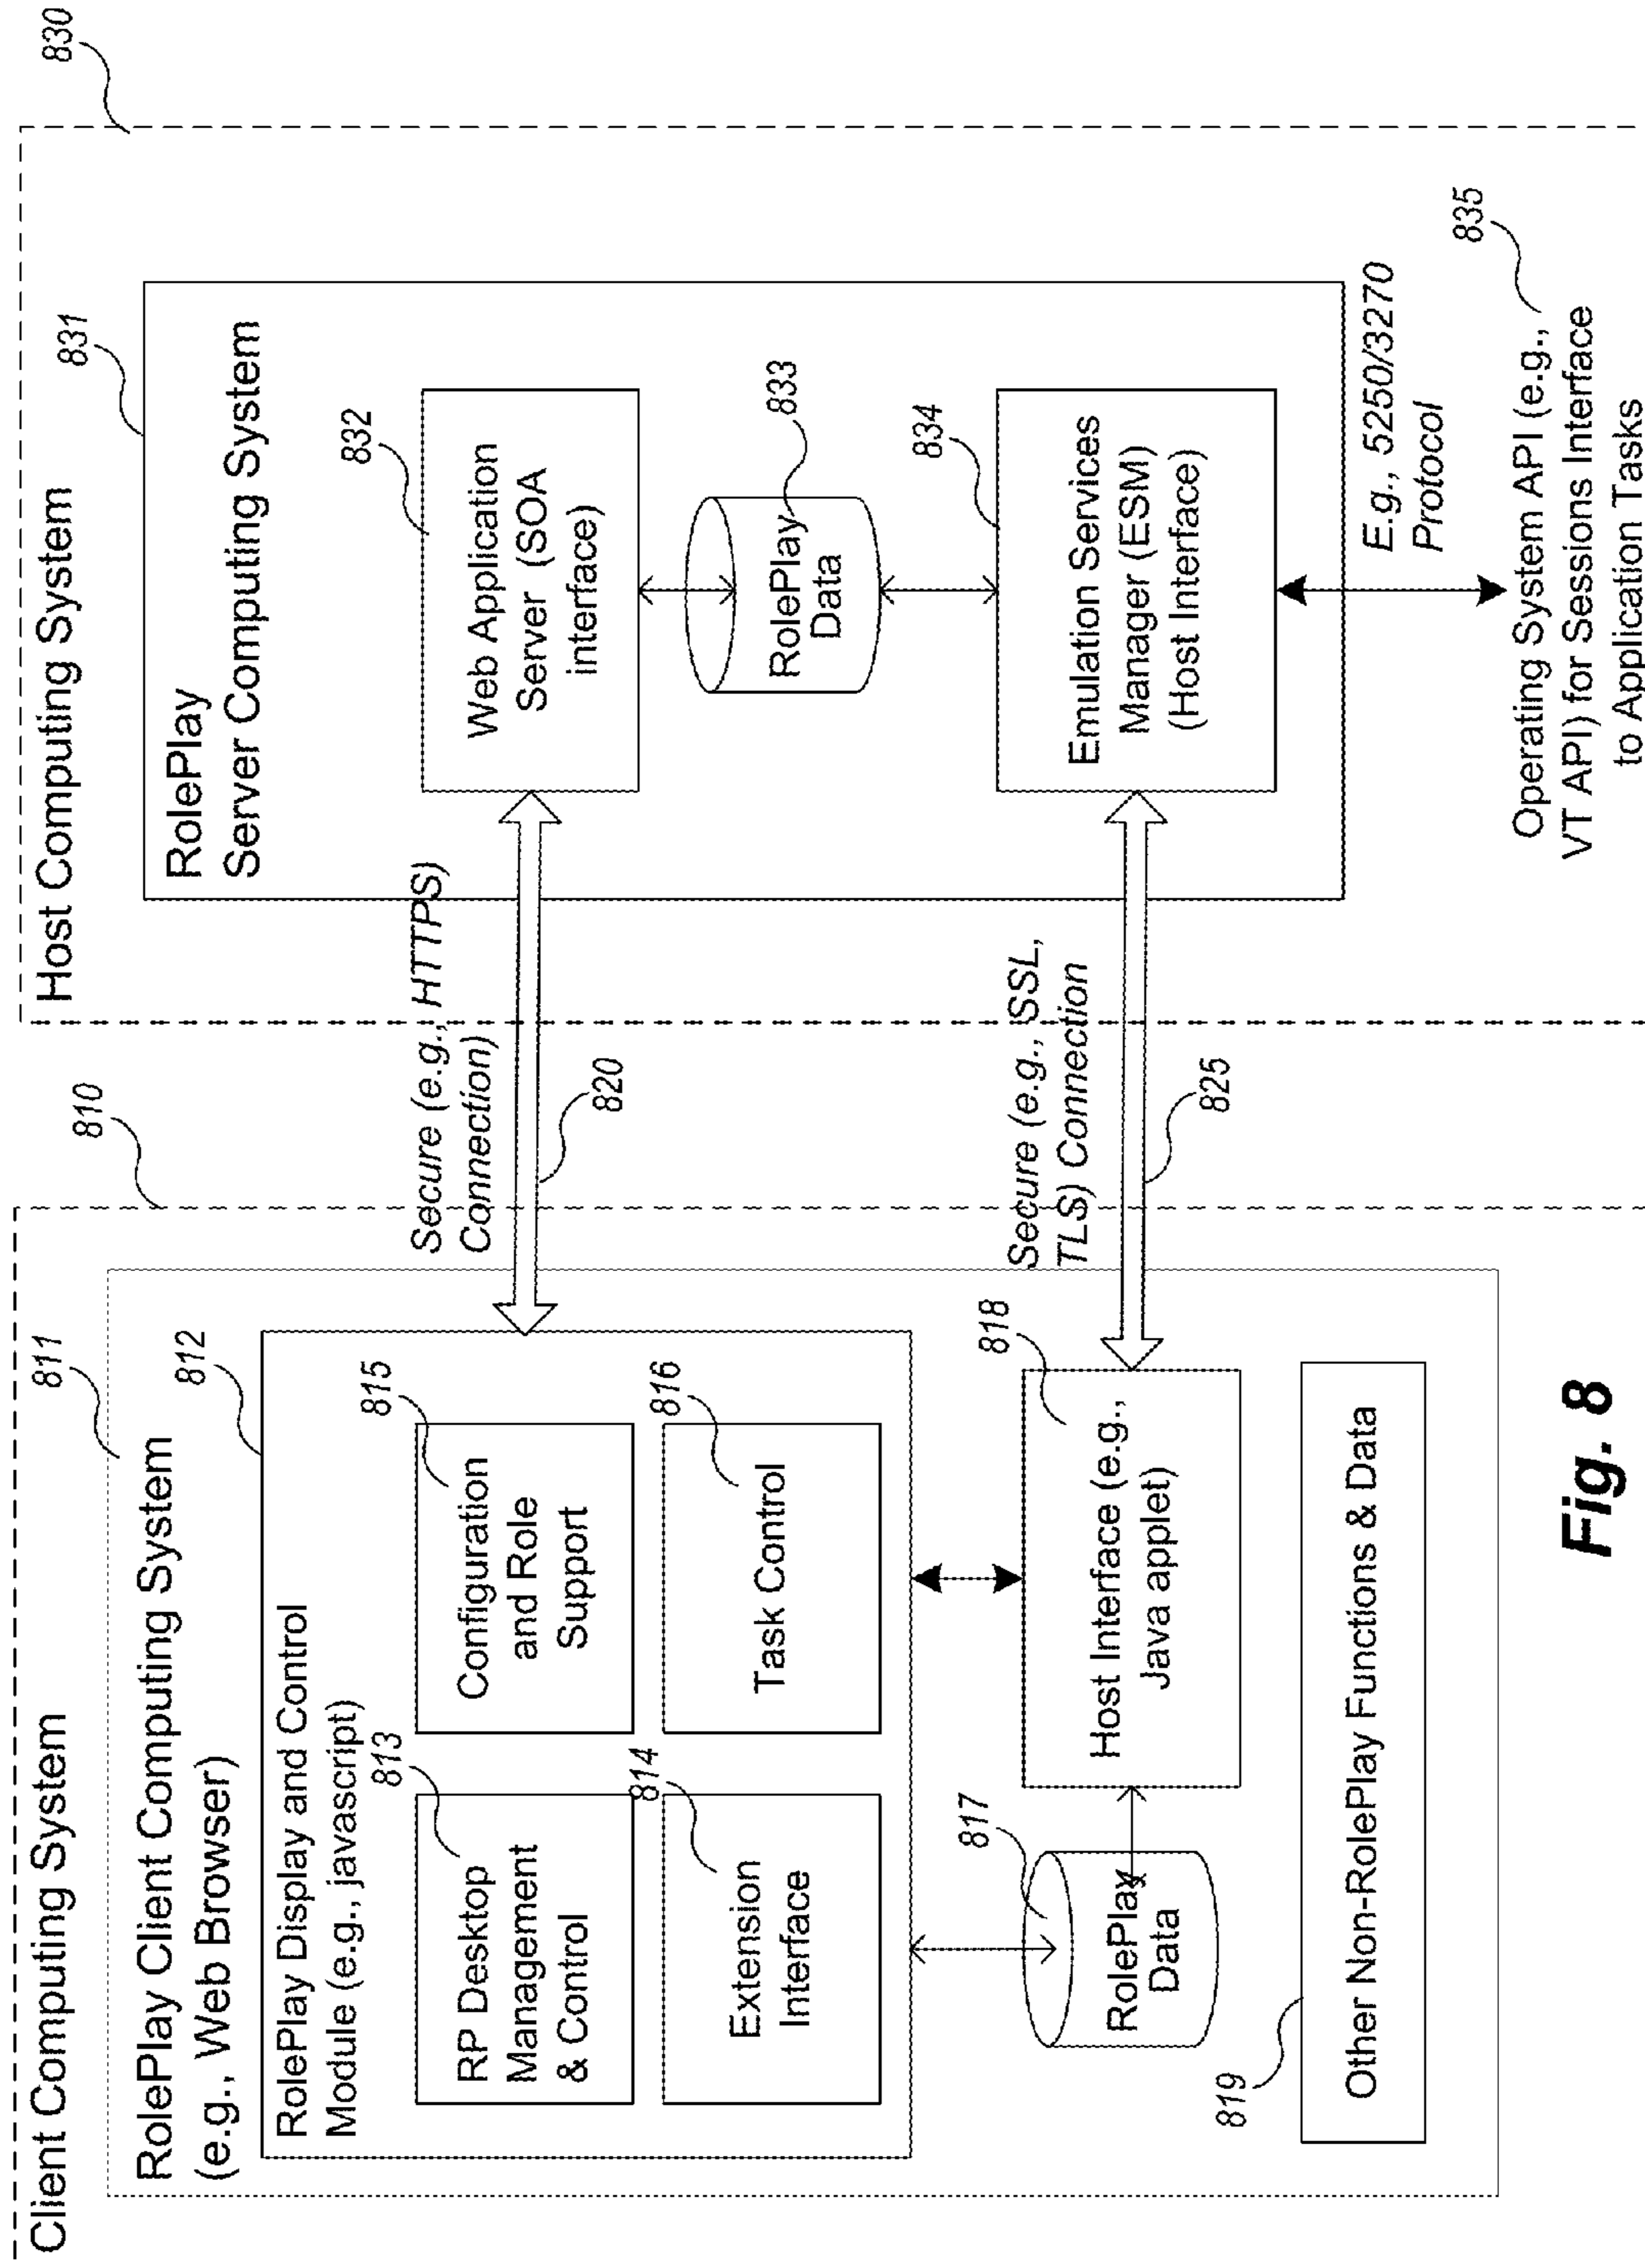 Client Computing System
810
811
RolePlay Client Computing System
(e.g., Web Browser)
812
RolePlay Display and Control
Module (e.g., javascript)
813
RP Desktop
Management
& Control
815
Configuration
and Role
Support
814
Extension
Interface
816
Task Control
817
RolePlay
Data
818
Host Interface (e.g.,
Java applet)
819
Other Non-RolePlay Functions & Data
Secure (e.g., HTTPS)
Connection)
820
Secure (e.g., SSL,
TLS) Connection
825
Host Computing System
830
831
RolePlay
Server Computing System
832
Web Application
Server (SOA
interface)
833
RolePlay
Data
834
Emulation Services
Manager (ESM)
(Host Interface)
E.g., 5250/3270
Protocol
835
Operating System API (e.g.,
VT API) for Sessions Interface
to Application Tasks
Fig. 8